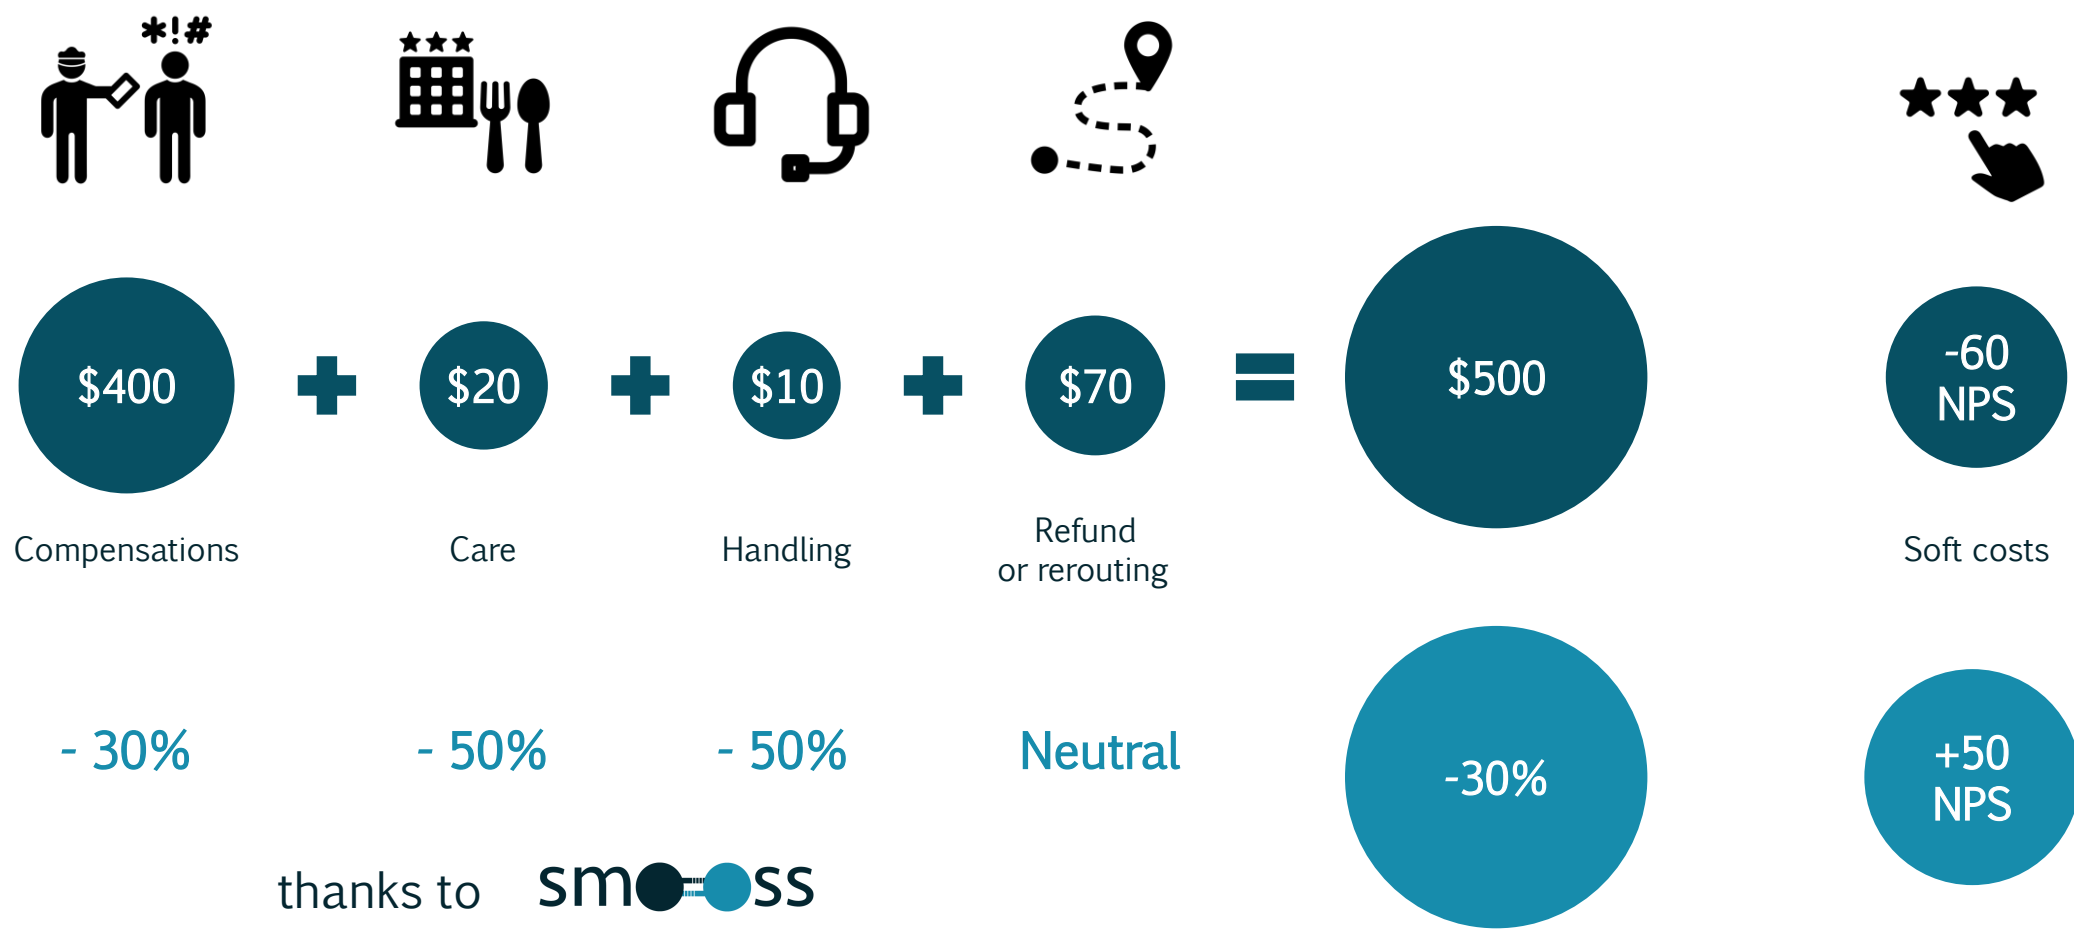 *!#
$400
$20
$10
$70
$500
-60
NPS
Compensations
Care
Handling
Refund
or rerouting
Soft costs
- 30%
- 50%
- 50%
Neutral
-30%
+50
NPS
thanks to smooss